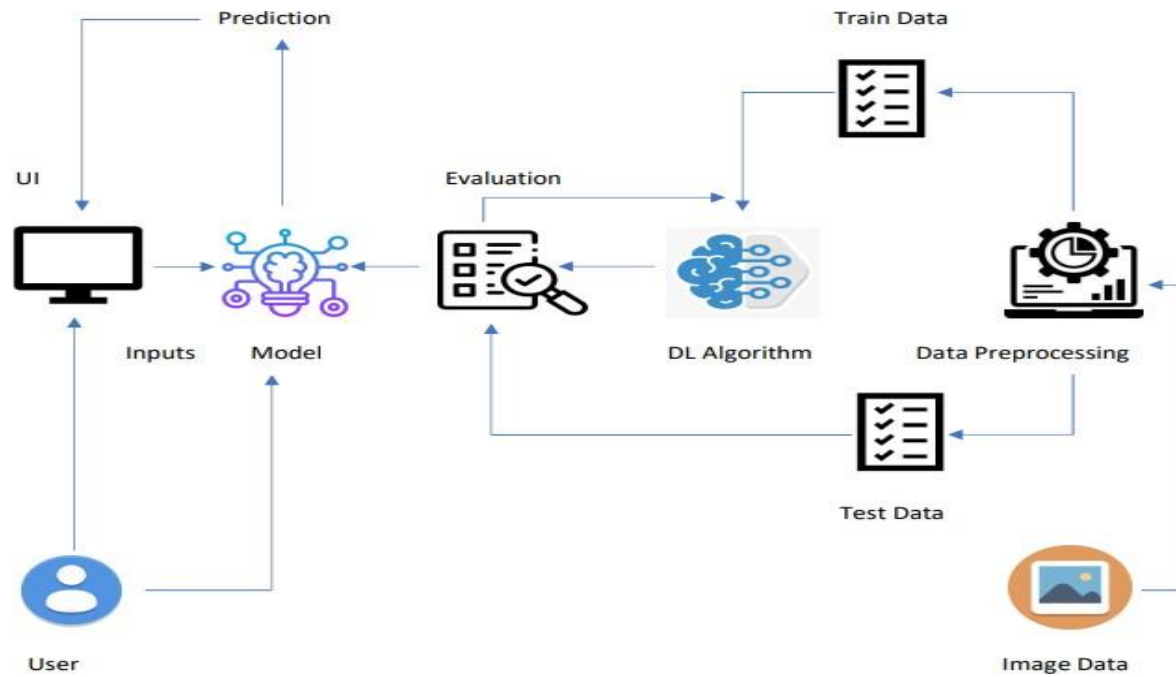 Prediction
Train Data
UI
Evaluation
Inputs
Model
DL Algorithm
Data Preprocessing
Test Data
User
Image Data